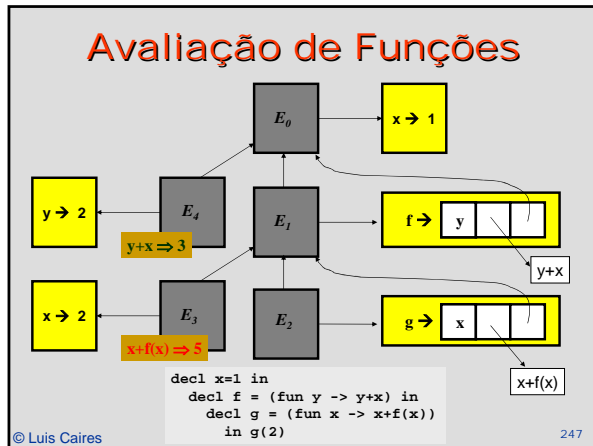 Avaliação de Funções
E0
x → 1
y → 2
E4
E1
f → y
y+x ⇒ 3
y+x
x → 2
E3
E2
g → x
x+f(x) ⇒ 5
x+f(x)
decl x=1 in
decl f = (fun y -> y+x) in
decl g = (fun x -> x+f(x))
in g(2)
© Luis Caires
247